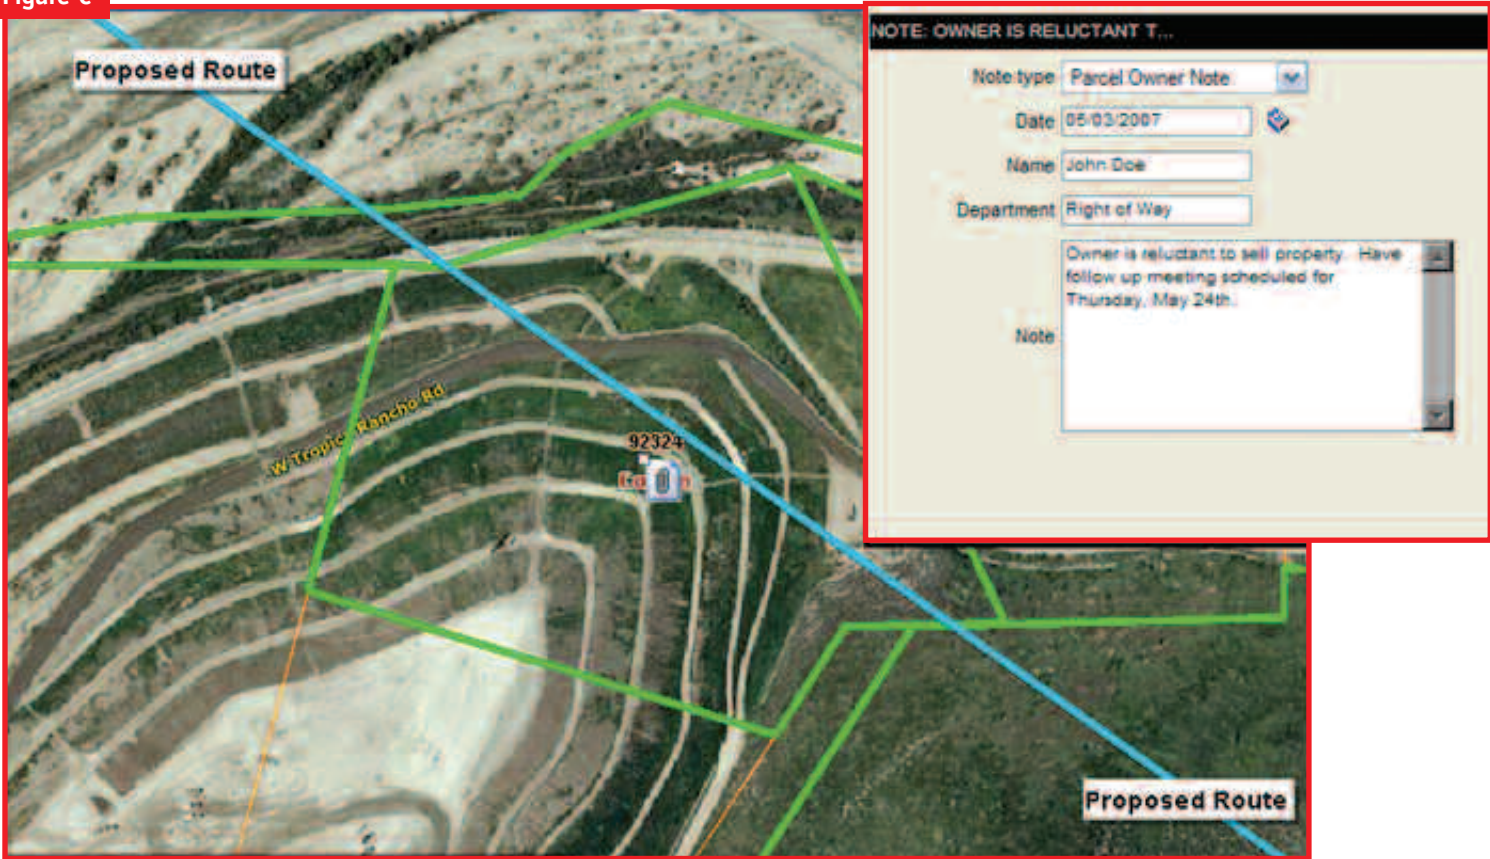 Proposed Route
W Tropic Rancho Rd
92324
Proposed Route
NOTE: OWNER IS RELUCTANT T...
Note type Parcel Owner Note
Date 05/03/2007
Name John Doe
Department Right of Way
Note
Owner is reluctant to sell property. Have
follow up meeting scheduled for
Thursday, May 24th.